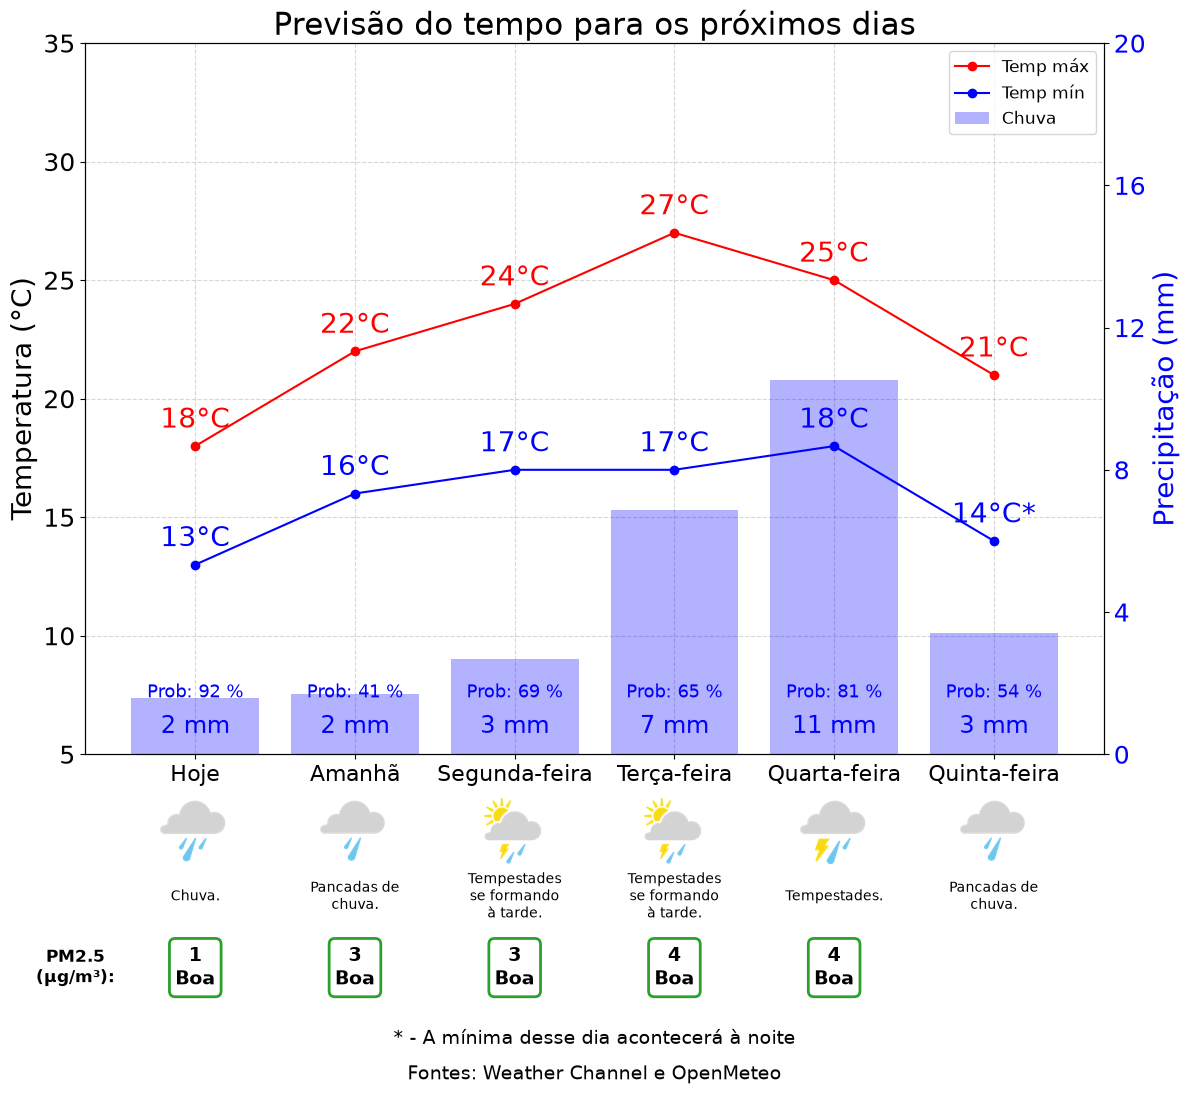 Previsão do tempo para os próximos dias
35
30
25
20
15
10
5
Temperatura (°C)
20
16
12
8
4
0
Precipitação (mm)
Temp máx
Temp mín
Chuva
18°C
22°C
24°C
27°C
25°C
21°C
13°C
16°C
17°C
17°C
18°C
14°C*
Prob: 92 %
Prob: 41 %
Prob: 69 %
Prob: 65 %
Prob: 81 %
Prob: 54 %
2 mm
2 mm
3 mm
7 mm
11 mm
3 mm
Hoje
Amanhã
Segunda-feira
Terça-feira
Quarta-feira
Quinta-feira
Chuva.
Pancadas de
chuva.
Tempestades
se formando
à tarde.
Tempestades
se formando
à tarde.
Tempestades.
Pancadas de
chuva.
PM2.5
(µg/m³):
1
Boa
3
Boa
3
Boa
4
Boa
4
Boa
* - A mínima desse dia acontecerá à noite
Fontes: Weather Channel e OpenMeteo